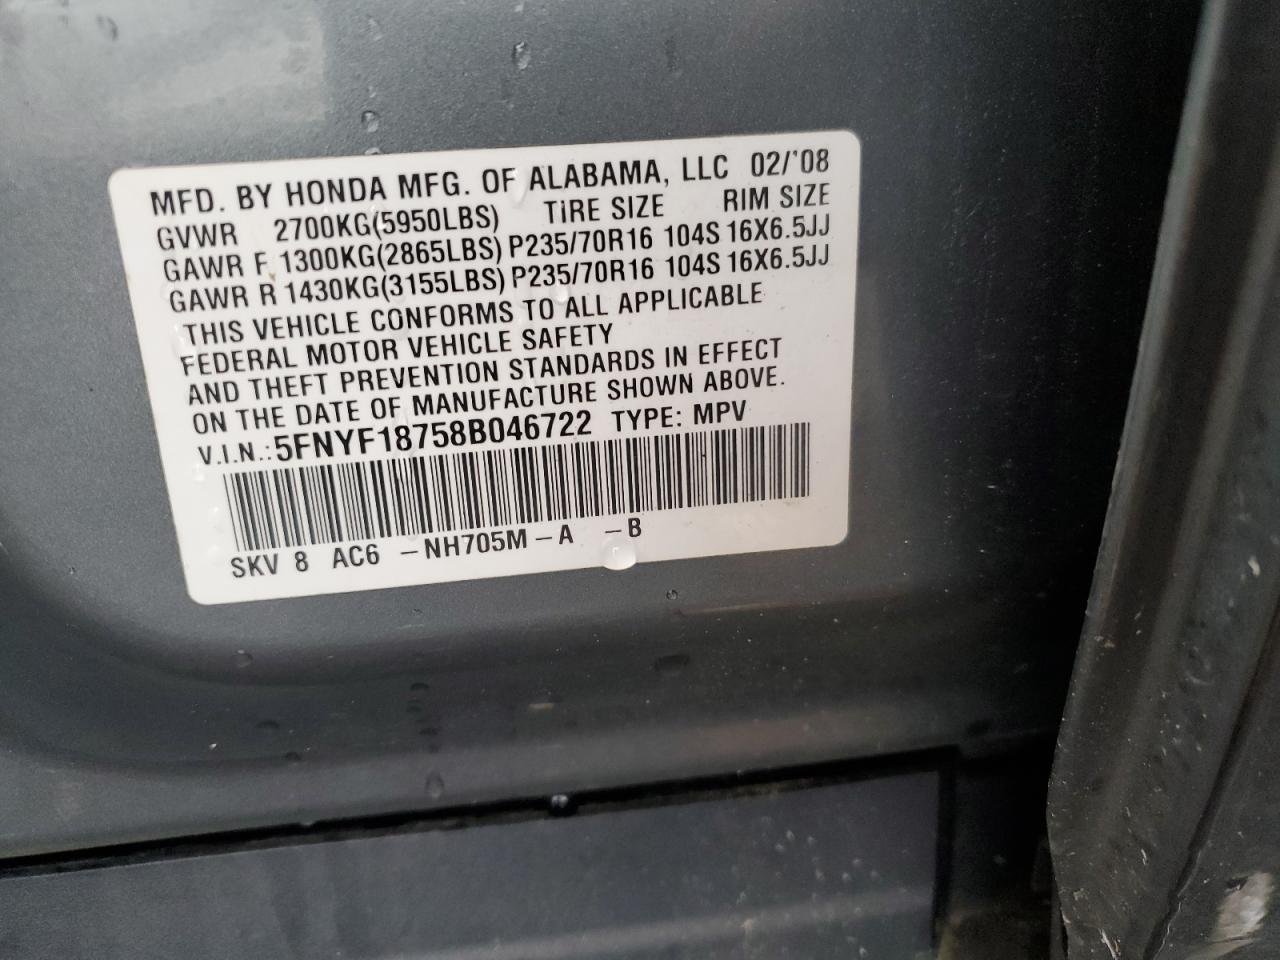 MFD. BY HONDA MFG. OF ALABAMA, LLC 02/'08
GVWR 2700KG(5950LBS) TIRE SIZE RIM SIZE
GAWR F 1300KG(2865LBS) P235/70R16 104S 16X6.5JJ
GAWR R 1430KG(3155LBS) P235/70R16 104S 16X6.5JJ
THIS VEHICLE CONFORMS TO ALL APPLICABLE
FEDERAL MOTOR VEHICLE SAFETY
AND THEFT PREVENTION STANDARDS IN EFFECT
ON THE DATE OF MANUFACTURE SHOWN ABOVE.
V.I.N.: 5FNYF18758B046722 TYPE: MPV
SKV 8 AC6 -NH705M-A -B